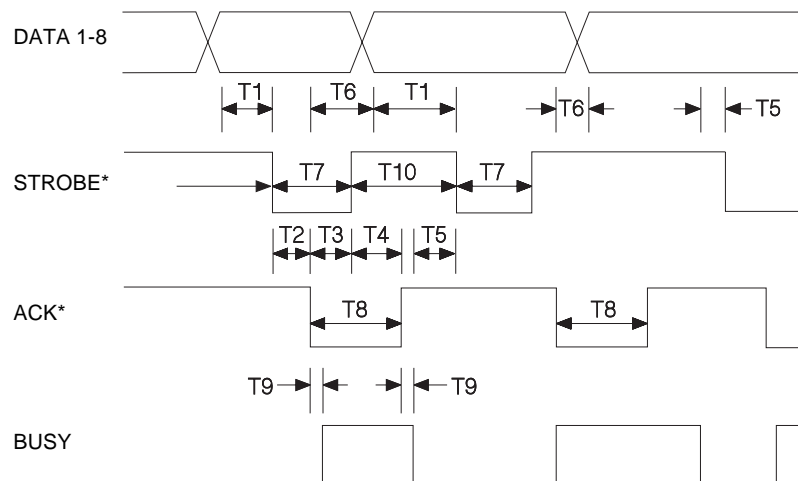 DATA 1-8
T1 T6 T1 T6 T5
STROBE*
T7 T10 T7
T2 T3 T4 T5
ACK*
T8 T8
T9 T9
BUSY